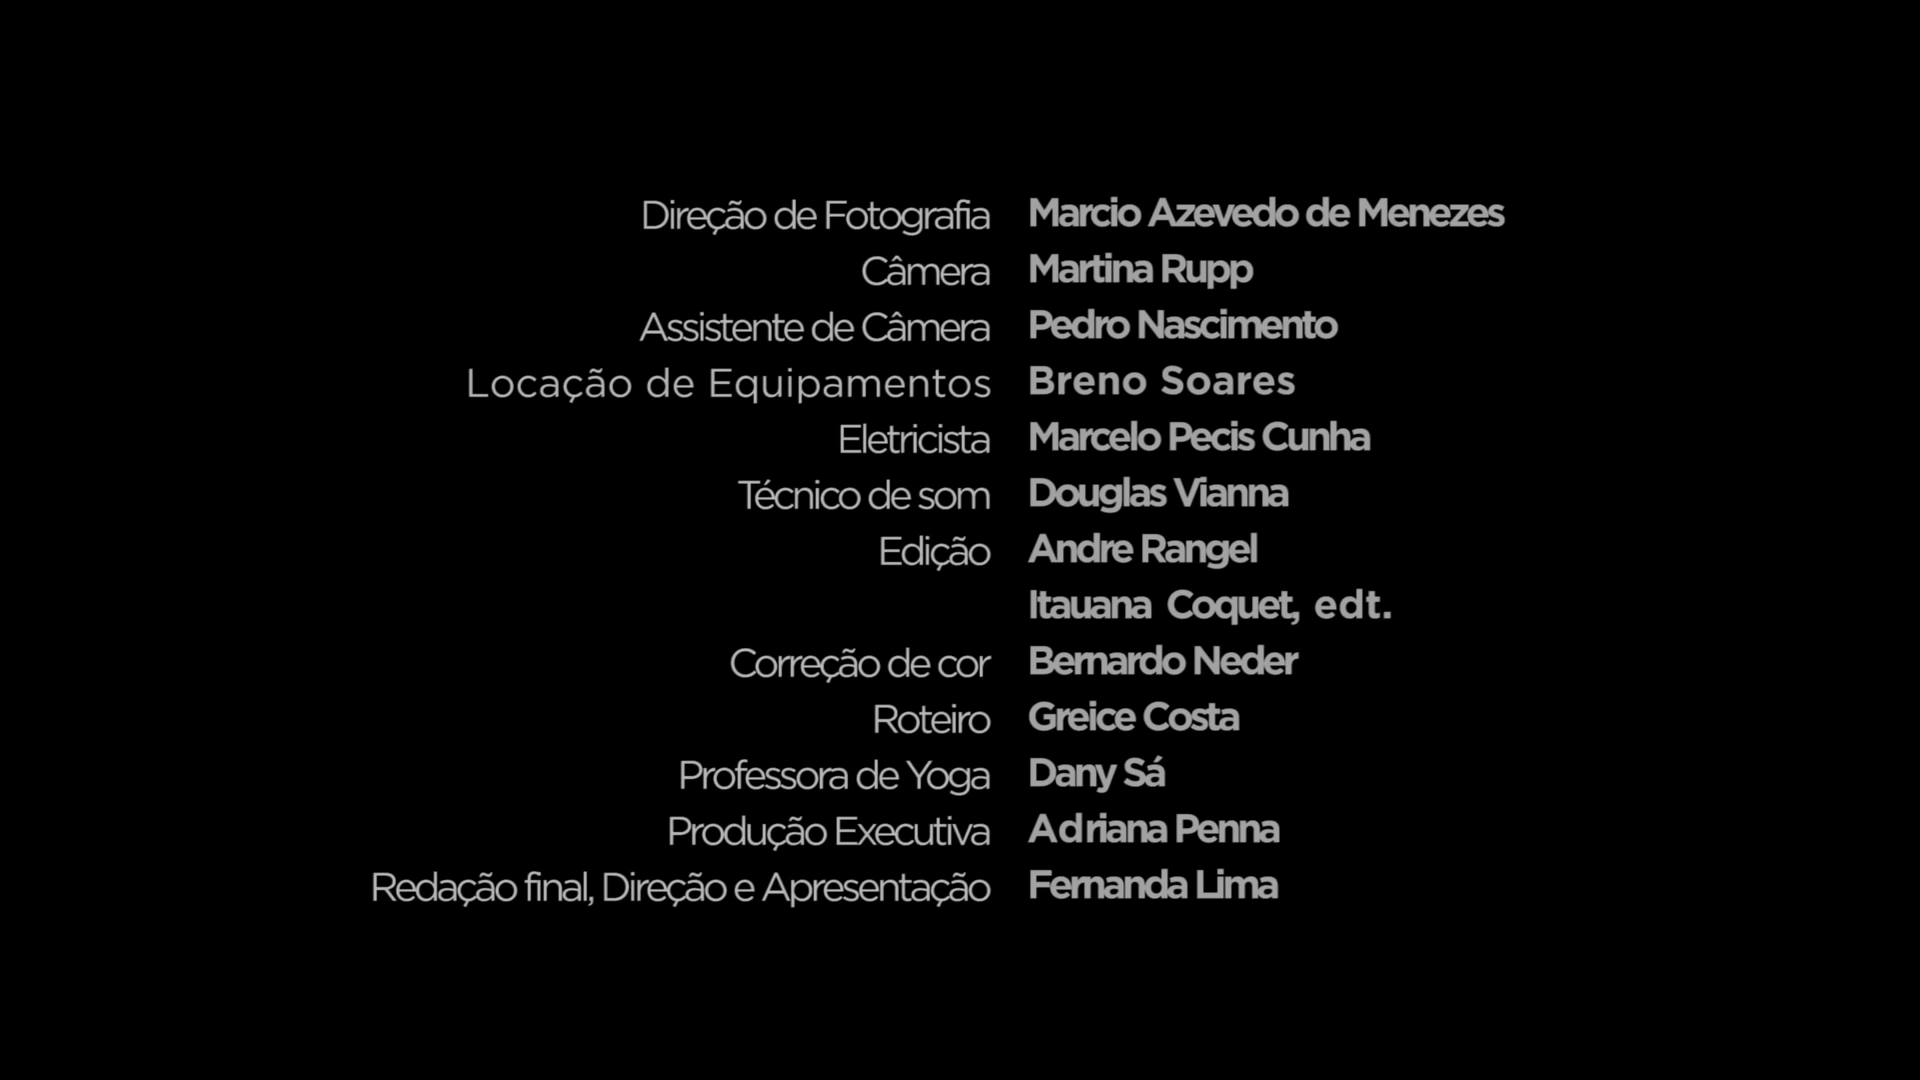 Direção de Fotografia Marcio Azevedo de Menezes
Câmera Martina Rupp
Assistente de Câmera Pedro Nascimento
Locação de Equipamentos Breno Soares
Eletricista Marcelo Pecis Cunha
Técnico de som Douglas Vianna
Edição Andre Rangel
Itauana Coquet, edt.
Correção de cor Bernardo Neder
Roteiro Greice Costa
Professora de Yoga Dany Sá
Produção Executiva Adriana Penna
Redação final, Direção e Apresentação Fernanda Lima